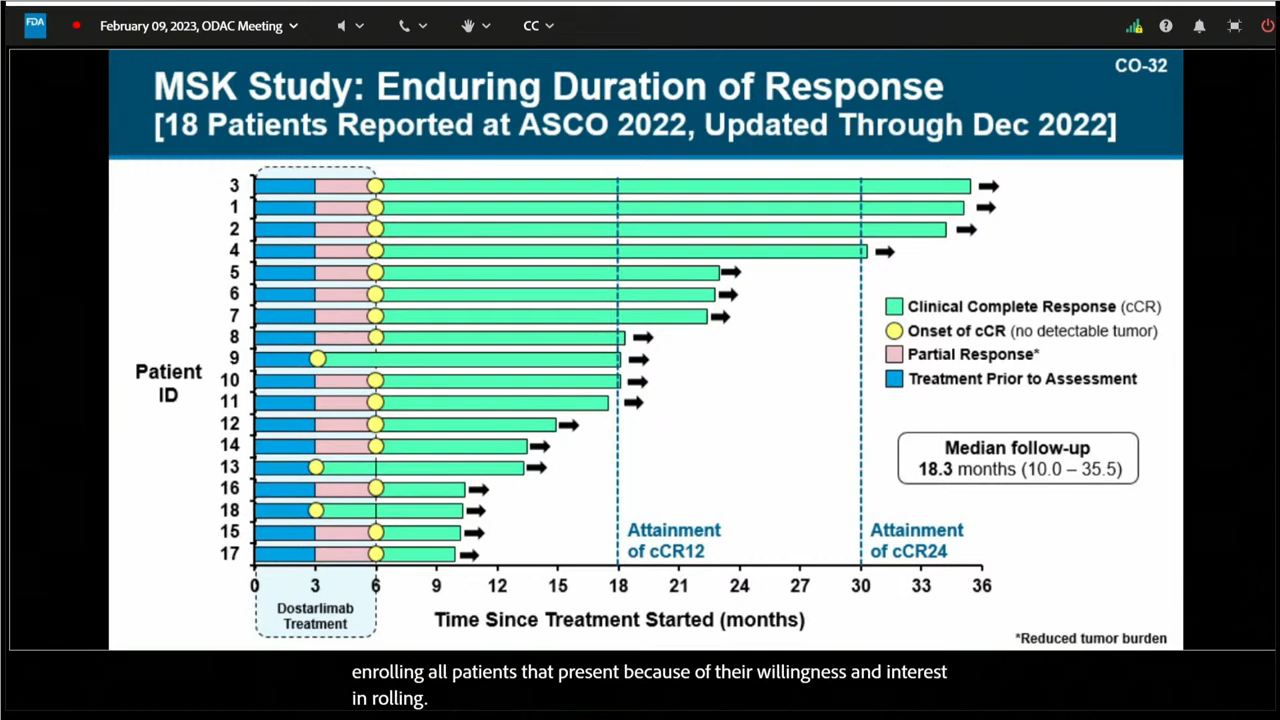 FDA
February 09, 2023, ODAC Meeting
CC
CO-32
MSK Study: Enduring Duration of Response
[18 Patients Reported at ASCO 2022, Updated Through Dec 2022]
Patient
ID
3
1
2
4
5
6
7
8
9
10
11
12
14
13
16
18
15
17
Clinical Complete Response (cCR)
Onset of cCR (no detectable tumor)
Partial Response*
Treatment Prior to Assessment
Median follow-up
18.3 months (10.0 – 35.5)
Attainment
of cCR12
Attainment
of cCR24
0 3 6 9 12 15 18 21 24 27 30 33 36
Dostarlimab
Treatment
Time Since Treatment Started (months)
*Reduced tumor burden
enrolling all patients that present because of their willingness and interest
in rolling.